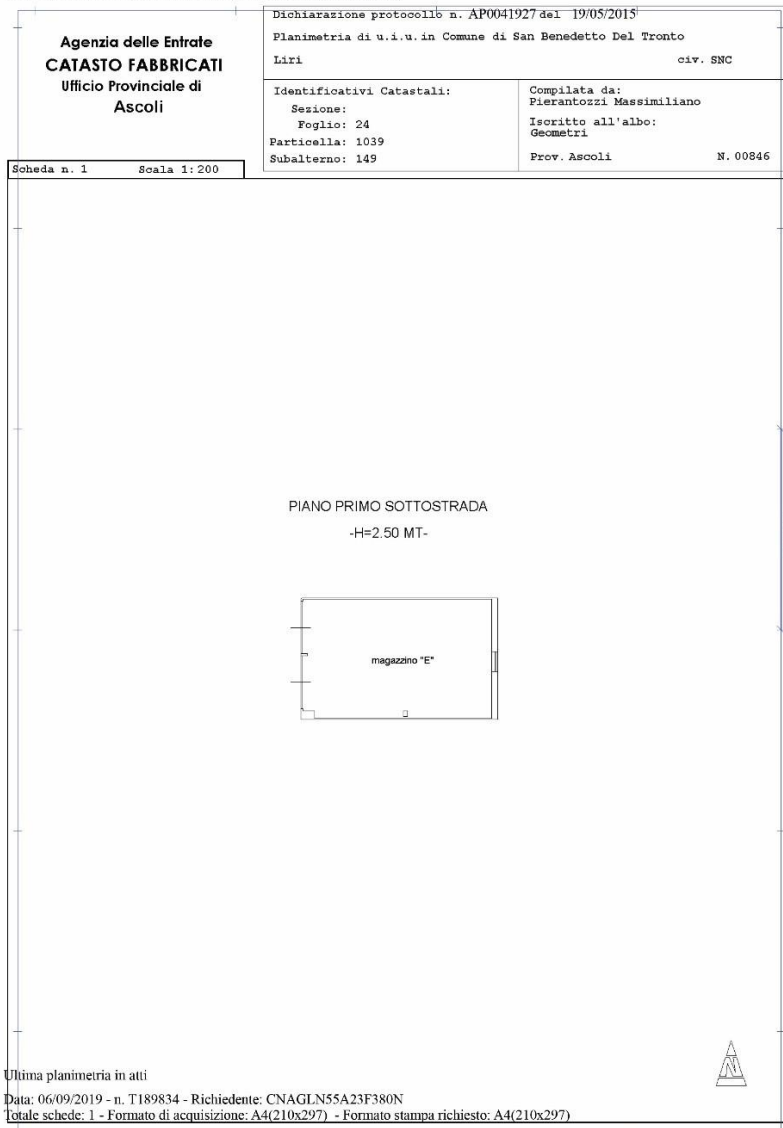 Agenzia delle Entrate
CATASTO FABBRICATI
Ufficio Provinciale di
Ascoli
Scheda n. 1 Scala 1:200
Dichiarazione protocollo n. AP0041927 del 19/05/2015
Planimetria di u.i.u. in Comune di San Benedetto Del Tronto
Liri civ. SNC
Identificativi Catastali:
Sezione:
Foglio: 24
Particella: 1039
Subalterno: 149
Compilata da:
Pierantozzi Massimiliano
Iscritto all'albo:
Geometri
Prov. Ascoli N. 00846
PIANO PRIMO SOTTOSTRADA
-H=2.50 MT-
magazzino "E"
N
Ultima planimetria in atti
Data: 06/09/2019 - n. T189834 - Richiedente: CNAGLN55A23F380N
Totale schede: 1 - Formato di acquisizione: A4(210x297) - Formato stampa richiesto: A4(210x297)